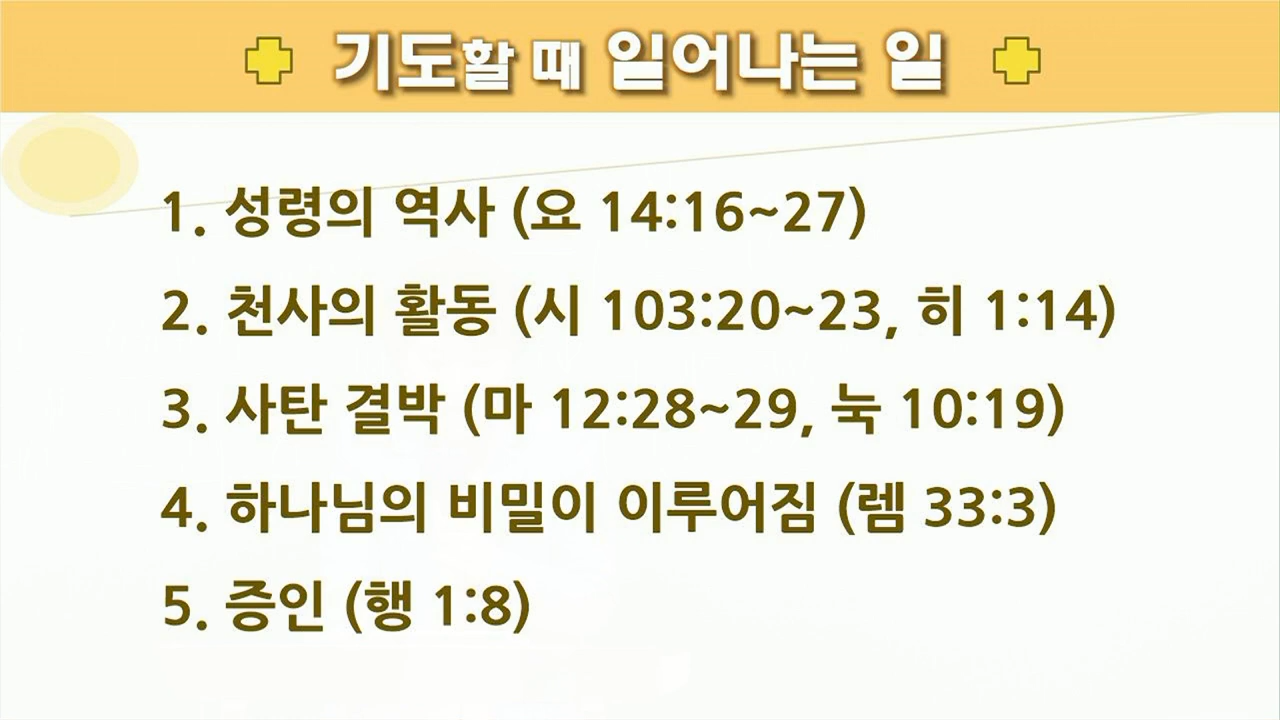 기도할 때 일어나는 일
1. 성령의 역사 (요 14:16~27)
2. 천사의 활동 (시 103:20~23, 히 1:14)
3. 사탄 결박 (마 12:28~29, 눅 10:19)
4. 하나님의 비밀이 이루어짐 (렘 33:3)
5. 증인 (행 1:8)